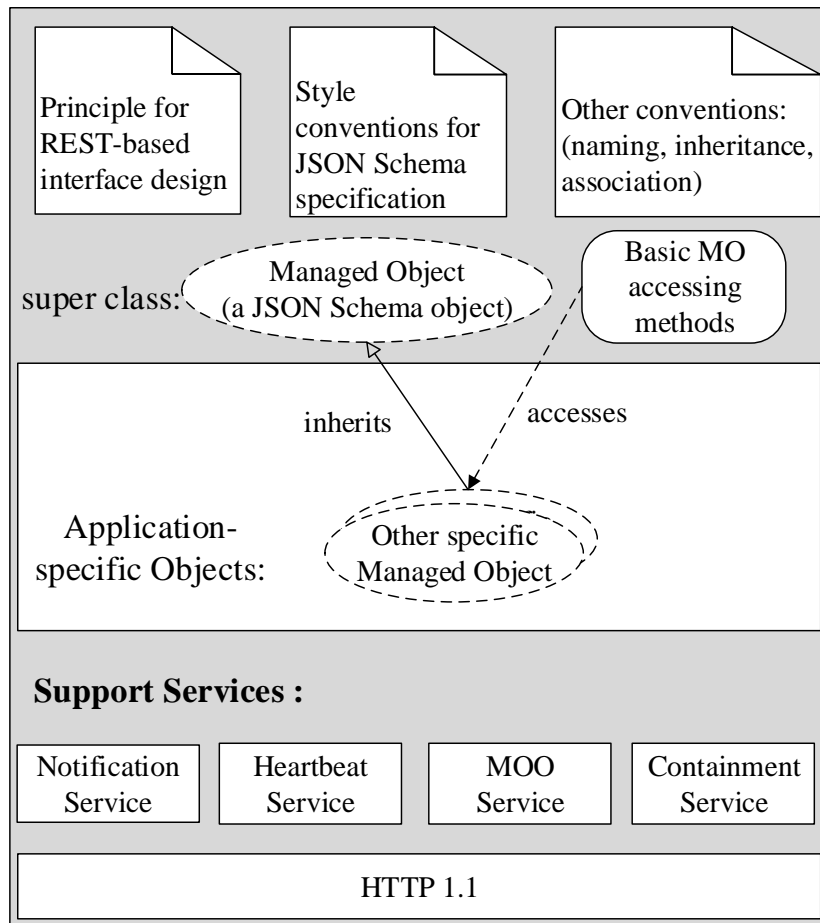 Principle for
REST-based
interface design
Style
conventions for
JSON Schema
specification
Other conventions:
(naming, inheritance,
association)
super class:
Managed Object
(a JSON Schema object)
Basic MO
accessing
methods
inherits
accesses
Application-
specific Objects:
..
Other specific
Managed Object
Support Services :
Notification
Service
Heartbeat
Service
MOO
Service
Containment
Service
HTTP 1.1